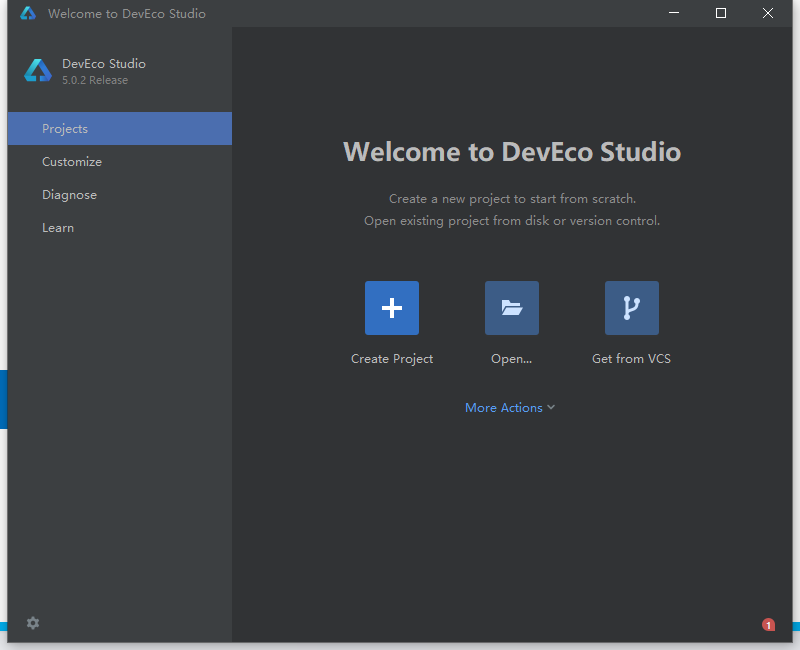 Welcome to DevEco Studio
DevEco Studio
5.0.2 Release
Projects
Customize
Diagnose
Learn
Welcome to DevEco Studio
Create a new project to start from scratch.
Open existing project from disk or version control.
Create Project
Open...
Get from VCS
More Actions
1